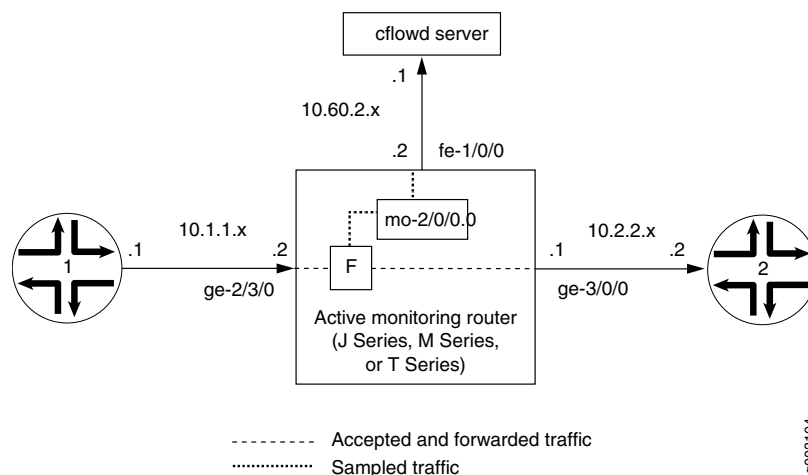 cflowd server
.1
10.60.2.x
.2
fe-1/0/0
mo-2/0/0.0
10.1.1.x
10.2.2.x
.1
.2
.1
.2
1
F
2
ge-2/3/0
ge-3/0/0
Active monitoring router
(J Series, M Series,
or T Series)
Accepted and forwarded traffic
Sampled traffic